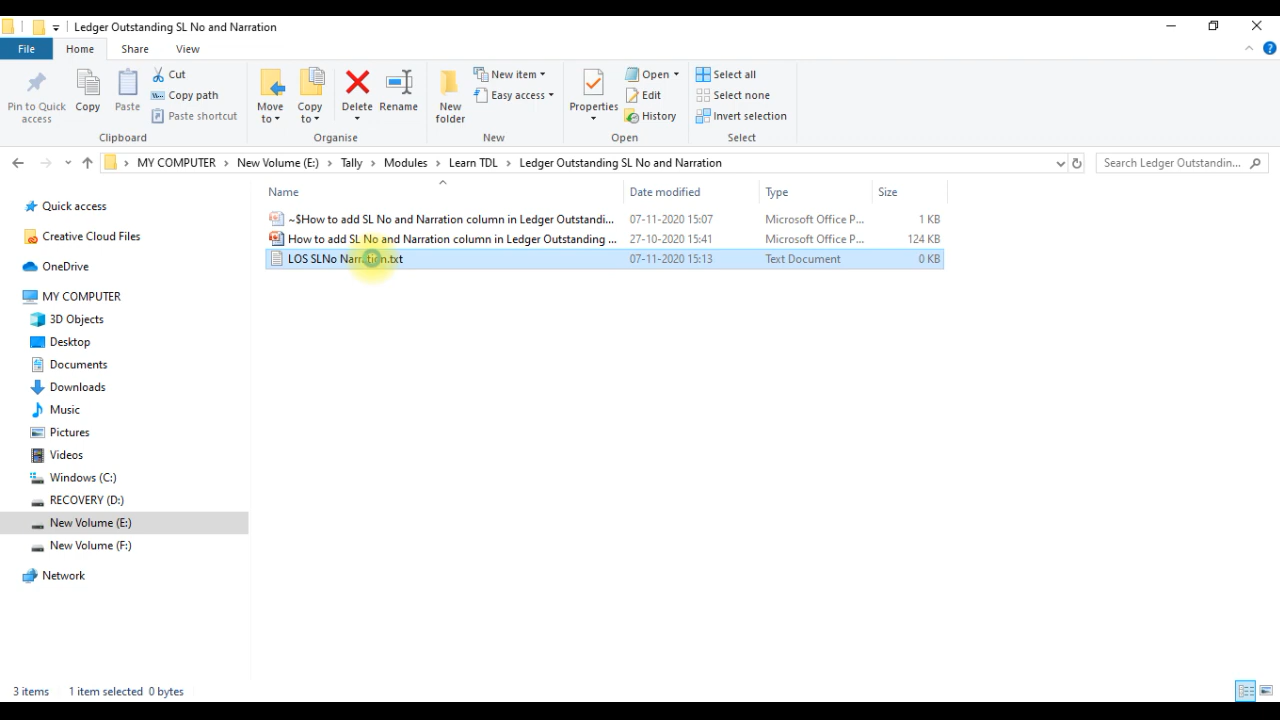 Ledger Outstanding SL No and Narration
File Home Share View
Pin to Quick access
Copy
Paste
Cut
Copy path
Paste shortcut
Clipboard
Move to
Copy to
Delete
Rename
Organise
New folder
New item
Easy access
New
Properties
Open
Edit
History
Open
Select all
Select none
Invert selection
Select
MY COMPUTER › New Volume (E:) › Tally › Modules › Learn TDL › Ledger Outstanding SL No and Narration
Search Ledger Outstandin...
Name Date modified Type Size
~$How to add SL No and Narration column in Ledger Outstandi... 07-11-2020 15:07 Microsoft Office P... 1 KB
How to add SL No and Narration column in Ledger Outstanding ... 27-10-2020 15:41 Microsoft Office P... 124 KB
LOS SLNo Narration.txt 07-11-2020 15:13 Text Document 0 KB
Quick access
Creative Cloud Files
OneDrive
MY COMPUTER
3D Objects
Desktop
Documents
Downloads
Music
Pictures
Videos
Windows (C:)
RECOVERY (D:)
New Volume (E:)
New Volume (F:)
Network
3 items 1 item selected 0 bytes